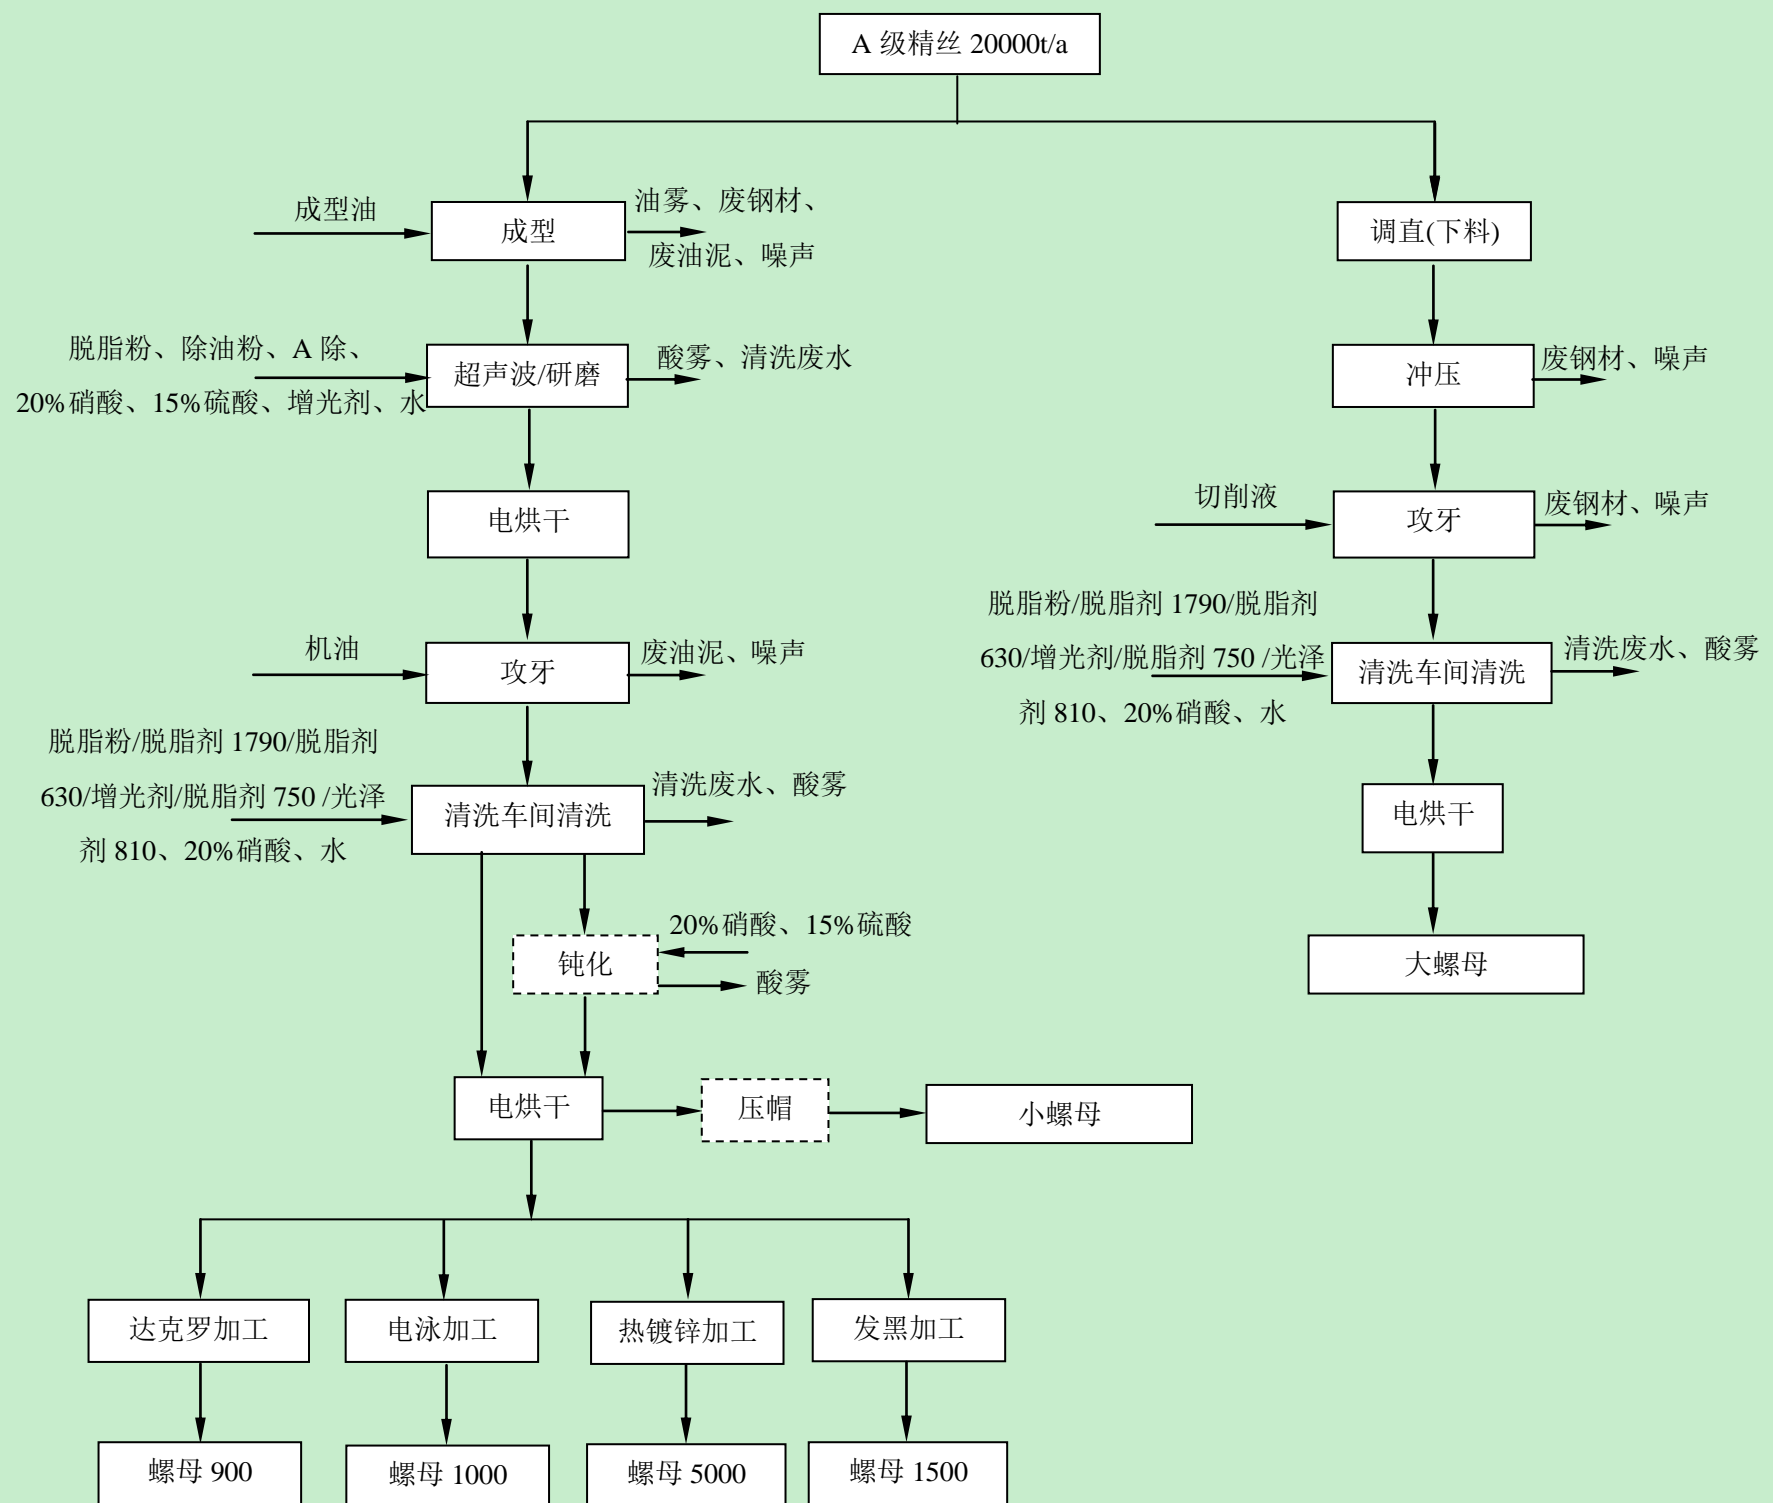 A 级精丝 20000t/a
成型油
成型
油雾、废钢材、
废油泥、噪声
调直(下料)
脱脂粉、除油粉、A 除、
20%硝酸、15%硫酸、增光剂、水
超声波/研磨
酸雾、清洗废水
冲压
废钢材、噪声
电烘干
切削液
攻牙
废钢材、噪声
机油
攻牙
废油泥、噪声
脱脂粉/脱脂剂 1790/脱脂剂
630/增光剂/脱脂剂 750 /光泽
剂 810、20%硝酸、水
清洗车间清洗
清洗废水、酸雾
脱脂粉/脱脂剂 1790/脱脂剂
630/增光剂/脱脂剂 750 /光泽
剂 810、20%硝酸、水
清洗车间清洗
清洗废水、酸雾
电烘干
20%硝酸、15%硫酸
钝化
酸雾
大螺母
电烘干
压帽
小螺母
达克罗加工
电泳加工
热镀锌加工
发黑加工
螺母 900
螺母 1000
螺母 5000
螺母 1500